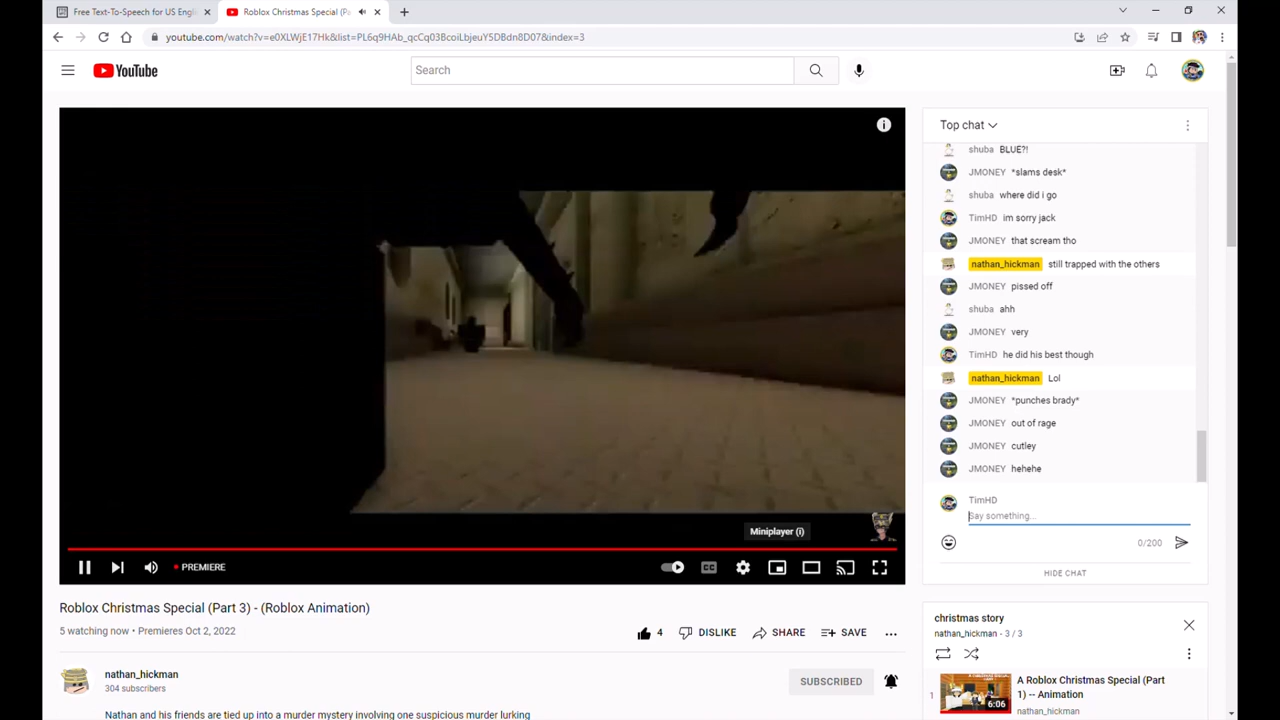 Free Text-To-Speech for US Engl
Roblox Christmas Special (Pa
youtube.com/watch?v=e0XLWjE17Hk&list=PL6q9HAb_qcCq03BcoiLbjeuY5DBdn8D07&index=3
YouTube
Search
Top chat
shuba BLUE?!
JMONEY *slams desk*
shuba where did i go
TimHD im sorry jack
JMONEY that scream tho
nathan_hickman still trapped with the others
JMONEY pissed off
shuba ahh
JMONEY very
TimHD he did his best though
nathan_hickman Lol
JMONEY *punches brady*
JMONEY out of rage
JMONEY cutley
JMONEY hehehe
TimHD
Say something...
0/200
HIDE CHAT
Miniplayer (i)
PREMIERE
CC
Roblox Christmas Special (Part 3) - (Roblox Animation)
5 watching now • Premieres Oct 2, 2022
4 DISLIKE SHARE SAVE
nathan_hickman
304 subscribers
SUBSCRIBED
Nathan and his friends are tied up into a murder mystery involving one suspicious murder lurking
christmas story
nathan_hickman - 3 / 3
1
6:06
A Roblox Christmas Special (Part
1) -- Animation
nathan_hickman